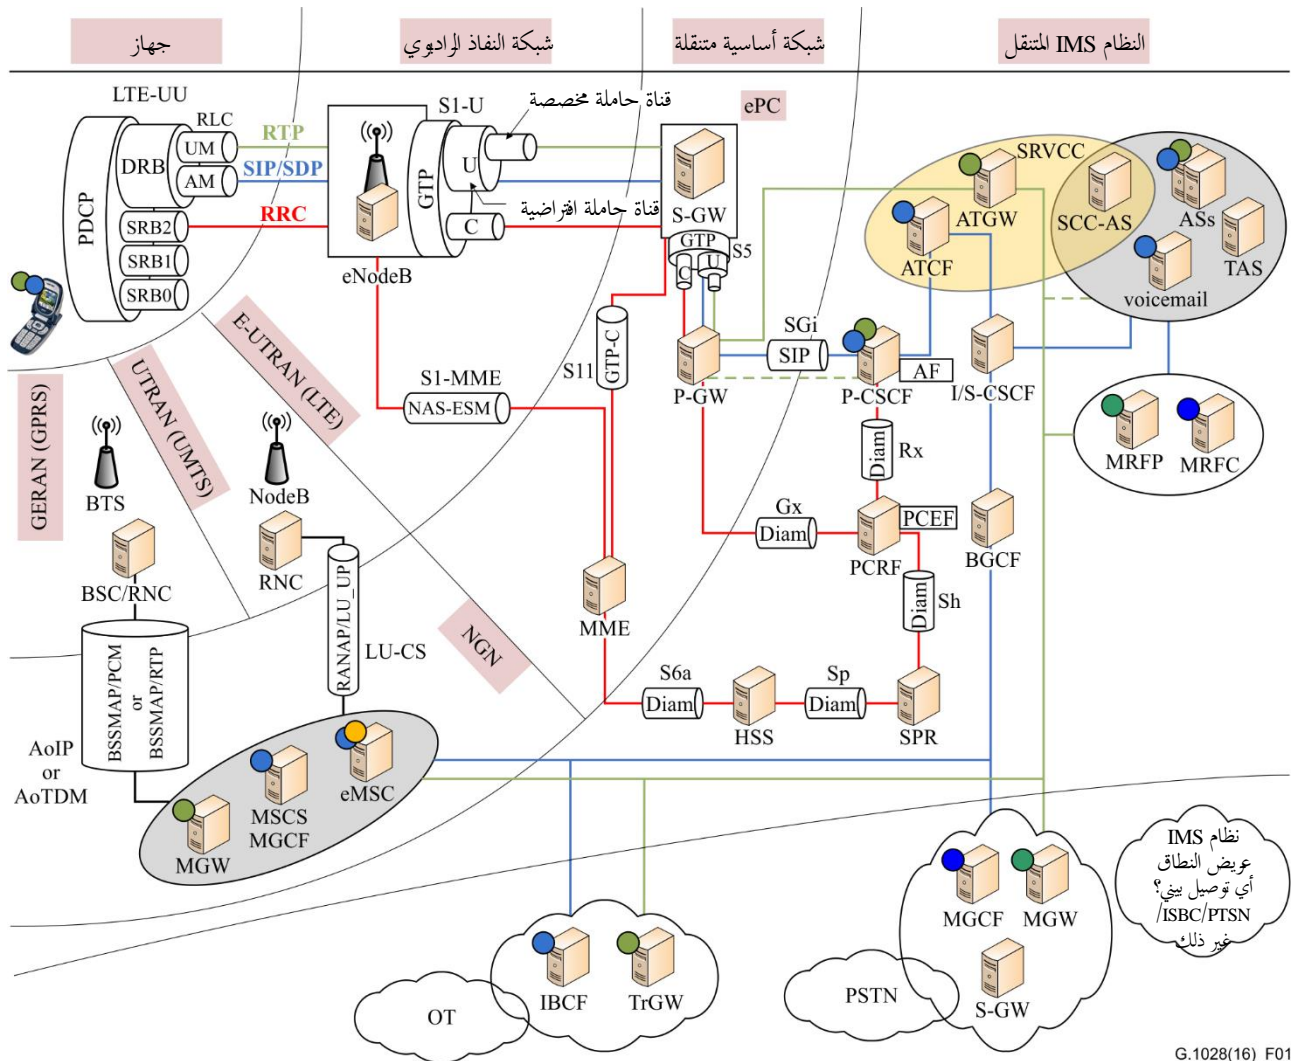 جهاز
شبكة النفاذ الراديوي
شبكة أساسية متنقلة
النظام IMS المتنقل
LTE-UU
RLC
PDCP
DRB
UM
AM
SRB2
SRB1
SRB0
RTP
SIP/SDP
RRC
eNodeB
S1-U
GTP
U
C
قناة حاملة مخصصة
قناة حاملة افتراضية
ePC
S-GW
GTP
C
U
S5
SRVCC
ATGW
ATCF
SCC-AS
ASs
TAS
voicemail
SGi
SIP
P-GW
P-CSCF
AF
I/S-CSCF
MRFP
MRFC
S11
GTP-C
S1-MME
NAS-ESM
E-UTRAN (LTE)
UTRAN (UMTS)
GERAN (GPRS)
NGN
BTS
NodeB
BSC/RNC
RNC
RANAP/LU_UP
LU-CS
BSSMAP/PCM
or
BSSMAP/RTP
AoIP
or
AoTDM
MGW
MSCS
MGCF
eMSC
MME
Diam
Rx
Gx
Diam
PCEF
PCRF
BGCF
Diam
Sh
S6a
Diam
HSS
Sp
Diam
SPR
OT
IBCF
TrGW
PSTN
MGCF
MGW
S-GW
نظام IMS
عويض النطاق
أي توصيل بيني؟
ISBC/PTSN/
غير ذلك
G.1028(16)_F01